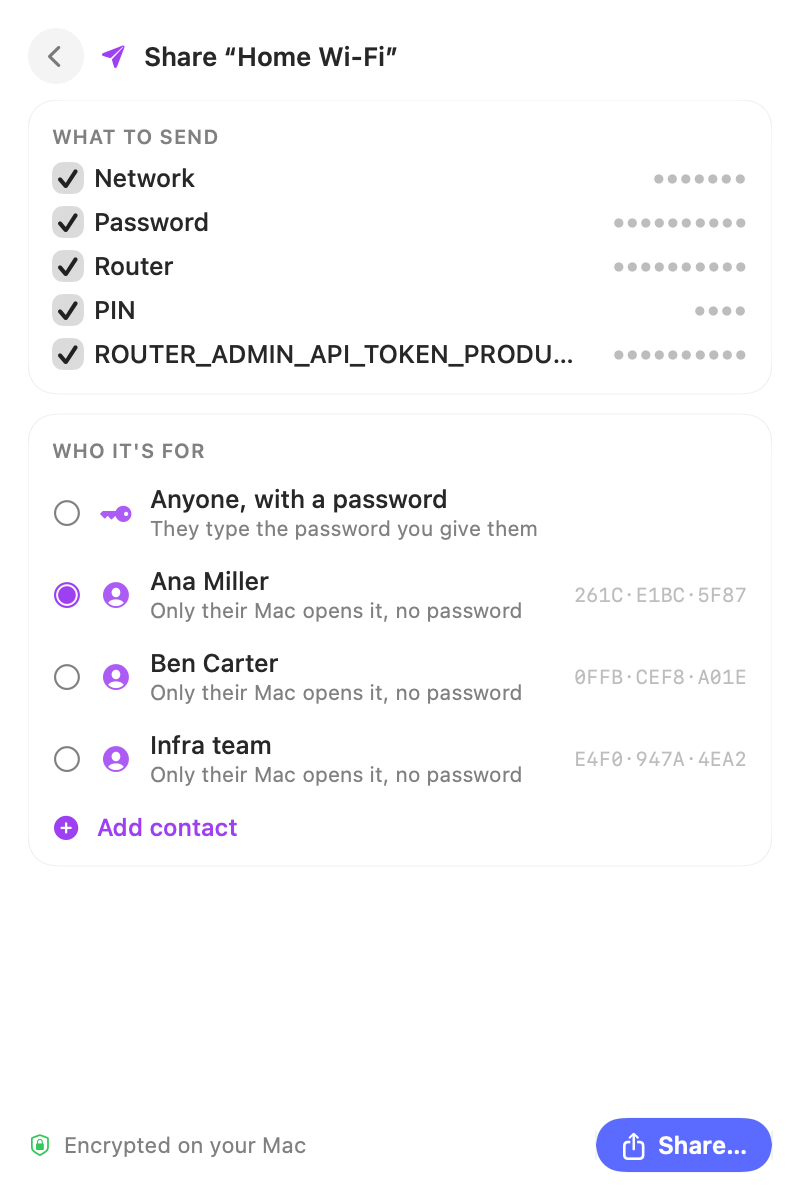 Share “Home Wi-Fi”
WHAT TO SEND
Network •••••••
Password ••••••••••
Router ••••••••••
PIN ••••
ROUTER_ADMIN_API_TOKEN_PRODU... ••••••••••
WHO IT'S FOR
Anyone, with a password
They type the password you give them
Ana Miller
Only their Mac opens it, no password
261C·E1BC·5F87
Ben Carter
Only their Mac opens it, no password
0FFB·CEF8·A01E
Infra team
Only their Mac opens it, no password
E4F0·947A·4EA2
Add contact
Encrypted on your Mac
Share...